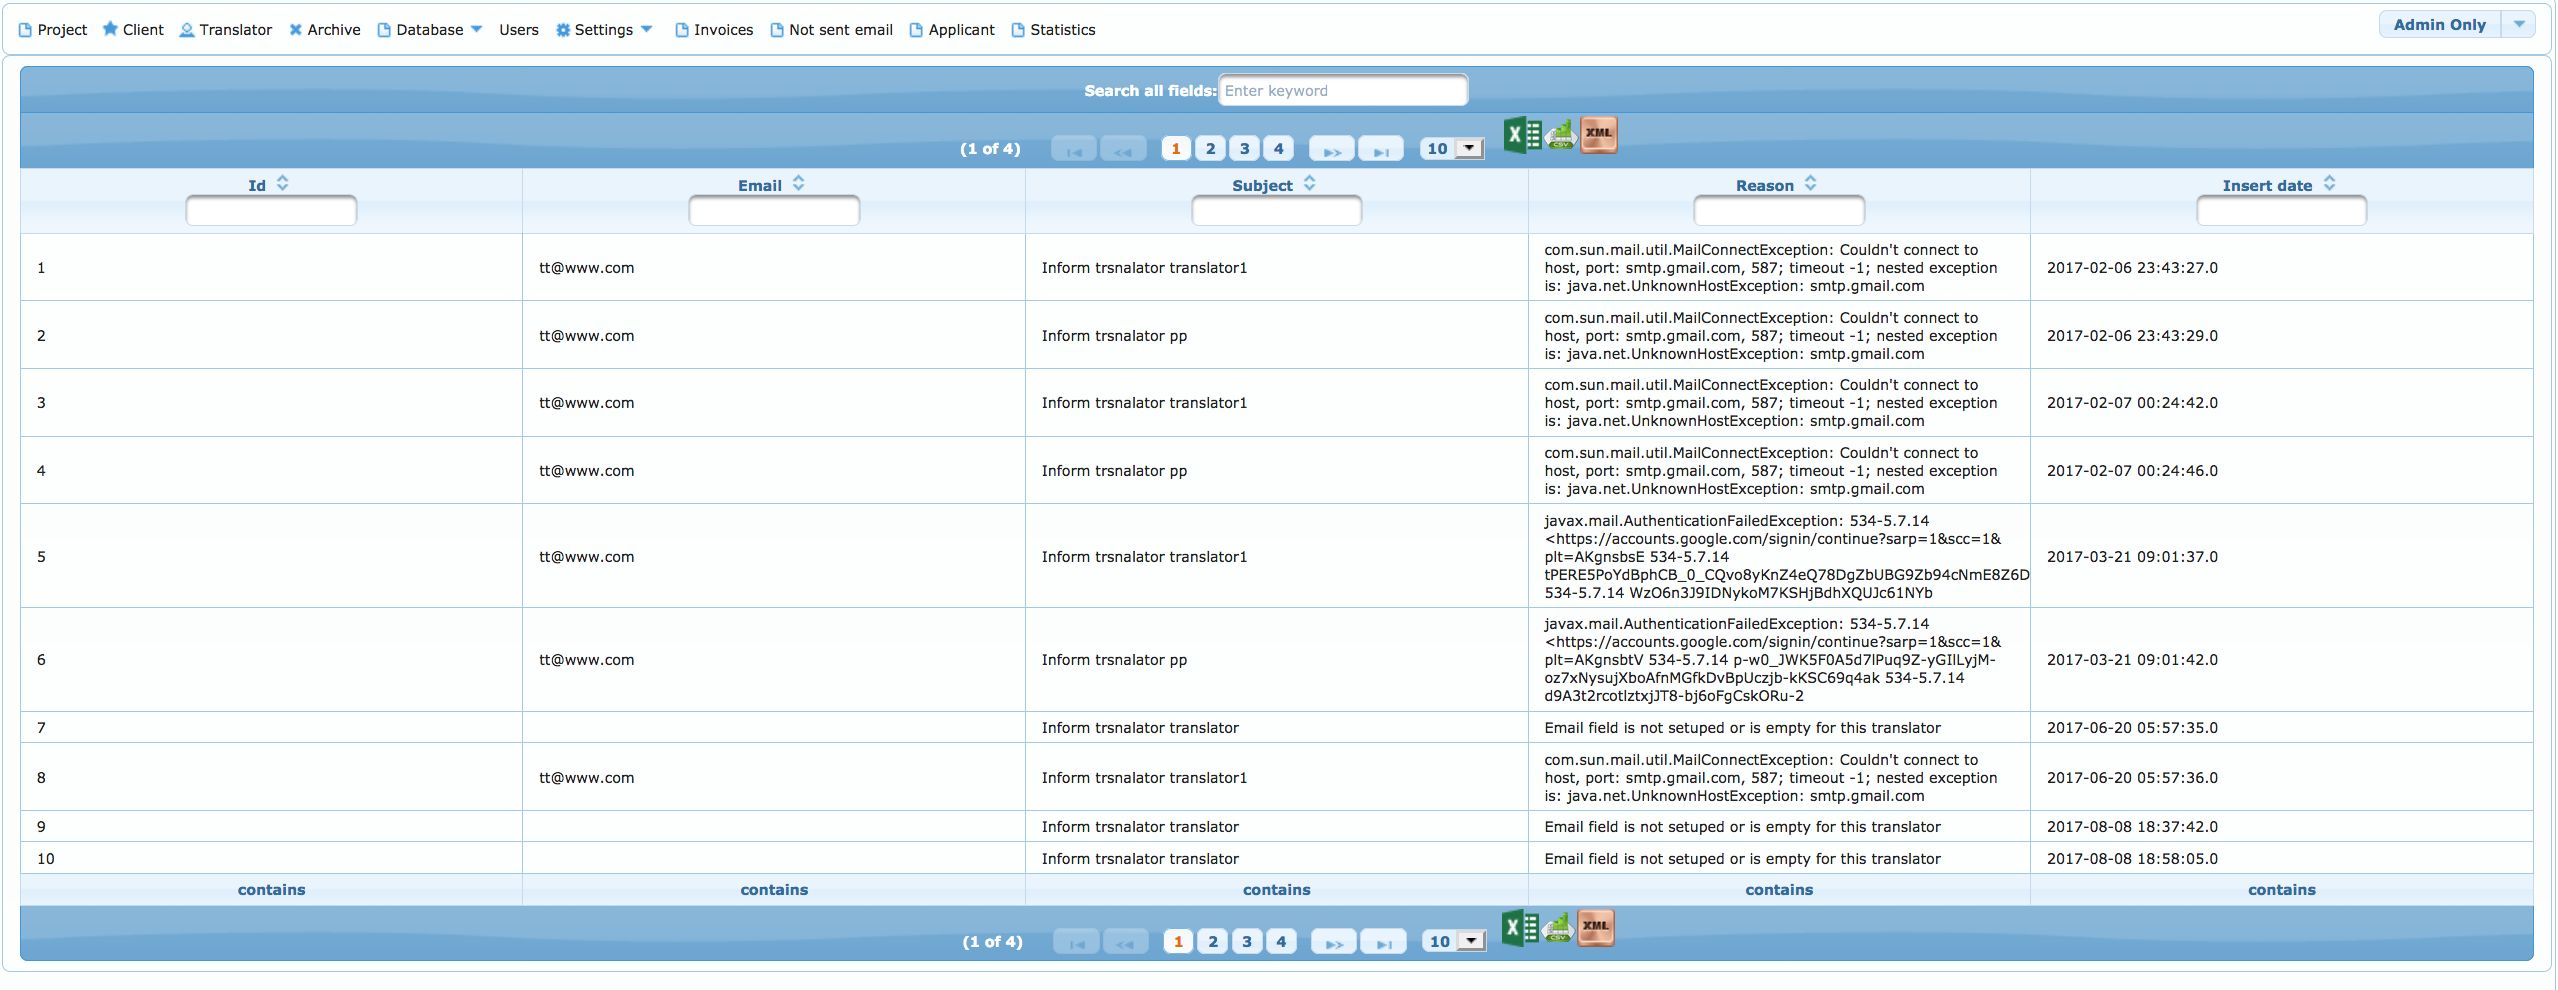 Project Client Translator Archive Database Users Settings Invoices Not sent email Applicant Statistics Admin Only
Search all fields: Enter keyword
(1 of 4) 1 2 3 4 10 X CSV XML
Id Email Subject Reason Insert date
1 tt@www.com Inform trsnalator translator1 com.sun.mail.util.MailConnectException: Couldn't connect to
host, port: smtp.gmail.com, 587; timeout -1; nested exception
is: java.net.UnknownHostException: smtp.gmail.com 2017-02-06 23:43:27.0
2 tt@www.com Inform trsnalator pp com.sun.mail.util.MailConnectException: Couldn't connect to
host, port: smtp.gmail.com, 587; timeout -1; nested exception
is: java.net.UnknownHostException: smtp.gmail.com 2017-02-06 23:43:29.0
3 tt@www.com Inform trsnalator translator1 com.sun.mail.util.MailConnectException: Couldn't connect to
host, port: smtp.gmail.com, 587; timeout -1; nested exception
is: java.net.UnknownHostException: smtp.gmail.com 2017-02-07 00:24:42.0
4 tt@www.com Inform trsnalator pp com.sun.mail.util.MailConnectException: Couldn't connect to
host, port: smtp.gmail.com, 587; timeout -1; nested exception
is: java.net.UnknownHostException: smtp.gmail.com 2017-02-07 00:24:46.0
5 tt@www.com Inform trsnalator translator1 javax.mail.AuthenticationFailedException: 534-5.7.14
<https://accounts.google.com/signin/continue?sarp=1&scc=1&
plt=AKgnsbsE 534-5.7.14
tPERE5PoYdBphCB_0_CQvo8yKnZ4eQ78DgZbUBG9Zb94cNmE8Z6D
534-5.7.14 WzO6n3J9IDNykoM7KSHjBdhXQUJc61NYb 2017-03-21 09:01:37.0
6 tt@www.com Inform trsnalator pp javax.mail.AuthenticationFailedException: 534-5.7.14
<https://accounts.google.com/signin/continue?sarp=1&scc=1&
plt=AKgnsbtV 534-5.7.14 p-w0_JWK5F0A5d7lPuq9Z-yGIlLyjM-
oz7xNysujXboAfnMGfkDvBpUczjb-kKSC69q4ak 534-5.7.14
d9A3t2rcotlztxjJT8-bj6oFgCskORu-2 2017-03-21 09:01:42.0
7 Inform trsnalator translator Email field is not setuped or is empty for this translator 2017-06-20 05:57:35.0
8 tt@www.com Inform trsnalator translator1 com.sun.mail.util.MailConnectException: Couldn't connect to
host, port: smtp.gmail.com, 587; timeout -1; nested exception
is: java.net.UnknownHostException: smtp.gmail.com 2017-06-20 05:57:36.0
9 Inform trsnalator translator Email field is not setuped or is empty for this translator 2017-08-08 18:37:42.0
10 Inform trsnalator translator Email field is not setuped or is empty for this translator 2017-08-08 18:58:05.0
contains contains contains contains contains
(1 of 4) 1 2 3 4 10 X CSV XML